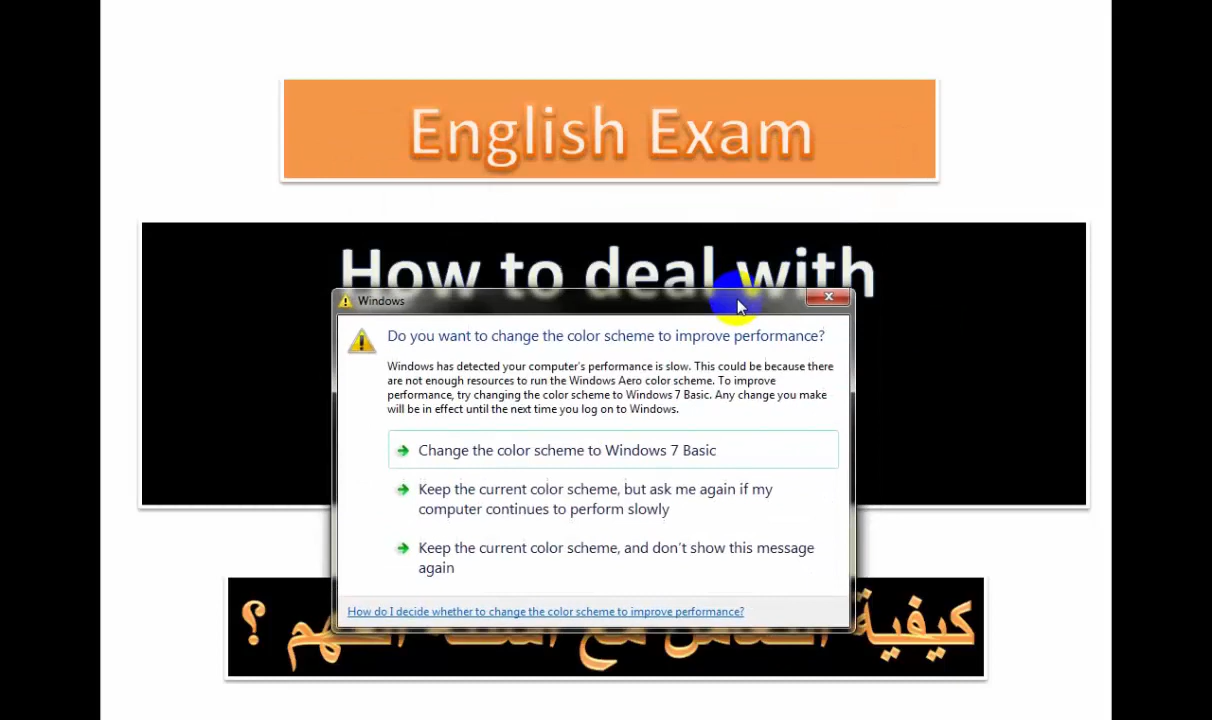 English Exam
How to deal with
Windows
Do you want to change the color scheme to improve performance?
Windows has detected your computer's performance is slow. This could be because there
are not enough resources to run the Windows Aero color scheme. To improve
performance, try changing the color scheme to Windows 7 Basic. Any change you make
will be in effect until the next time you log on to Windows.
Change the color scheme to Windows 7 Basic
Keep the current color scheme, but ask me again if my
computer continues to perform slowly
Keep the current color scheme, and don't show this message
again
How do I decide whether to change the color scheme to improve performance?
كيفية التعامل مع أسئلة الفهم ؟